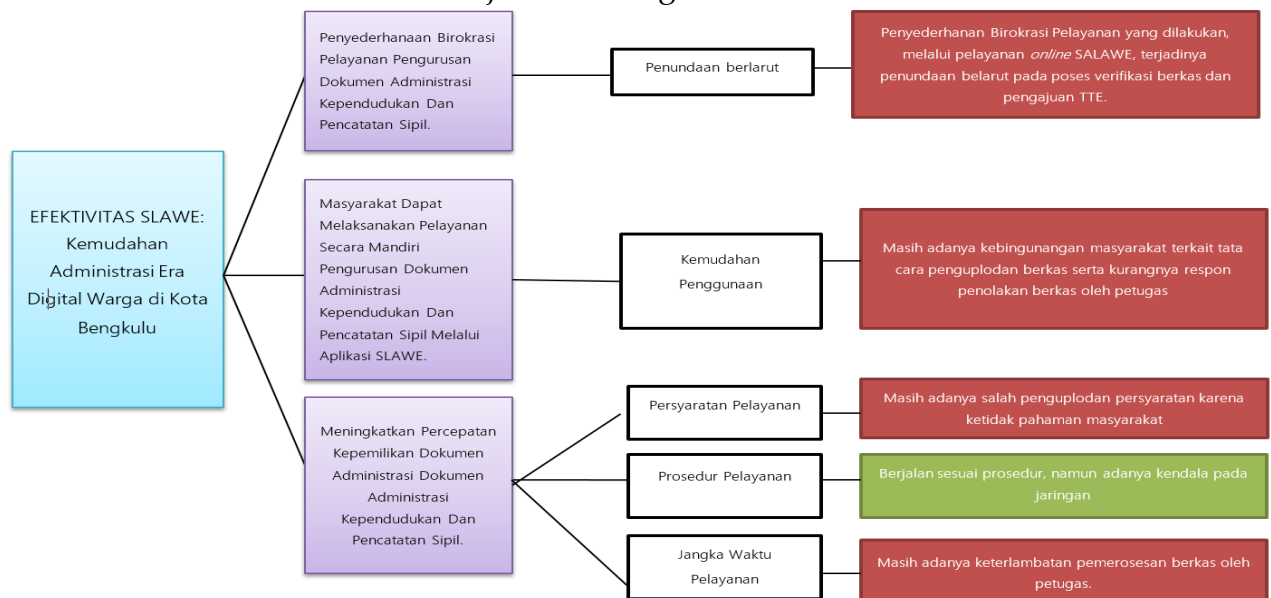 EFEKTIVITAS SLAWE:
Kemudahan
Administrasi Era
Digital Warga di Kota
Bengkulu
Penyederhanaan Birokrasi
Pelayanan Pengurusan
Dokumen Administrasi
Kependudukan Dan
Pencatatan Sipil.
Penundaan berlarut
Penyederhanan Birokrasi Pelayanan yang dilakukan,
melalui pelayanan online SALAWE, terjadinya
penundaan belarut pada poses verifikasi berkas dan
pengajuan TTE.
Masyarakat Dapat
Melaksanakan Pelayanan
Secara Mandiri
Pengurusan Dokumen
Administrasi
Kependudukan Dan
Pencatatan Sipil Melalui
Aplikasi SLAWE.
Kemudahan
Penggunaan
Masih adanya kebingunangan masyarakat terkait tata
cara penguplodan berkas serta kurangnya respon
penolakan berkas oleh petugas
Meningkatkan Percepatan
Kepemilikan Dokumen
Administrasi Dokumen
Administrasi
Kependudukan Dan
Pencatatan Sipil.
Persyaratan Pelayanan
Masih adanya salah penguplodan persyaratan karena
ketidak pahaman masyarakat
Prosedur Pelayanan
Berjalan sesuai prosedur, namun adanya kendala pada
jaringan
Jangka Waktu
Pelayanan
Masih adanya keterlambatan pemerosesan berkas oleh
petugas.